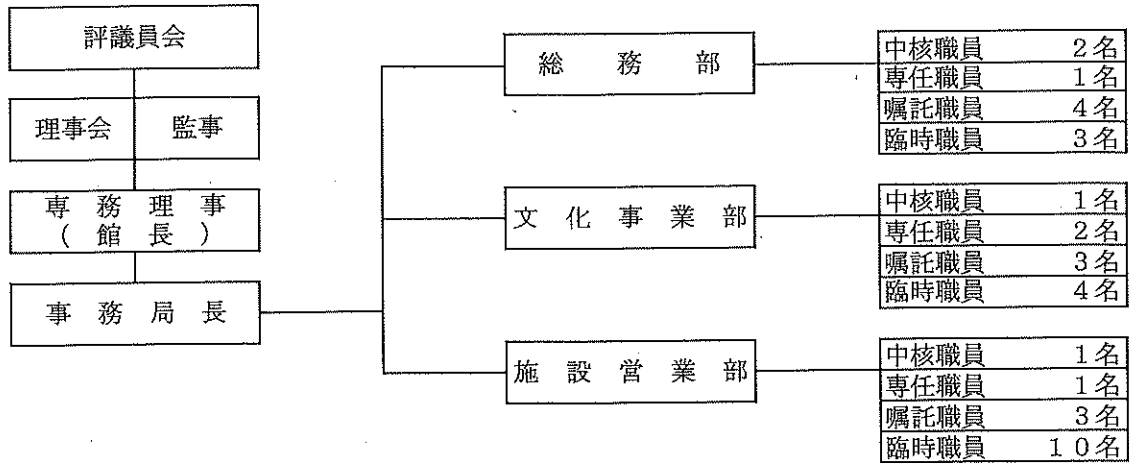 評議員会
理事会 監事
専務理事
(館長)
事務局長
総務部
中核職員 2名
専任職員 1名
嘱託職員 4名
臨時職員 3名
文化事業部
中核職員 1名
専任職員 2名
嘱託職員 3名
臨時職員 4名
施設営業部
中核職員 1名
専任職員 1名
嘱託職員 3名
臨時職員 10名